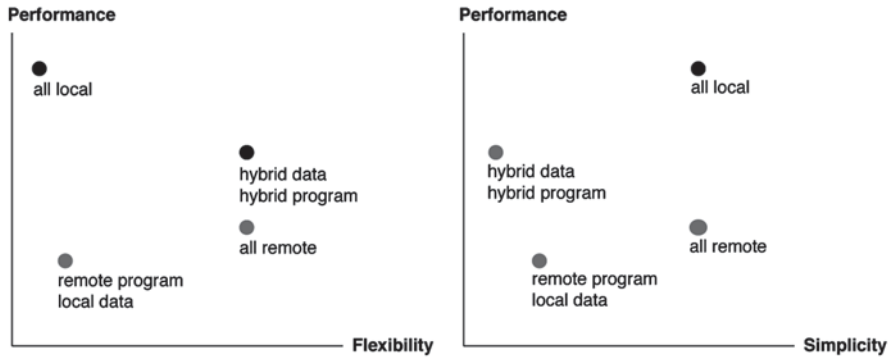 Performance
all local
hybrid data
hybrid program
all remote
remote program
local data
Flexibility
Performance
all local
hybrid data
hybrid program
all remote
remote program
local data
Simplicity